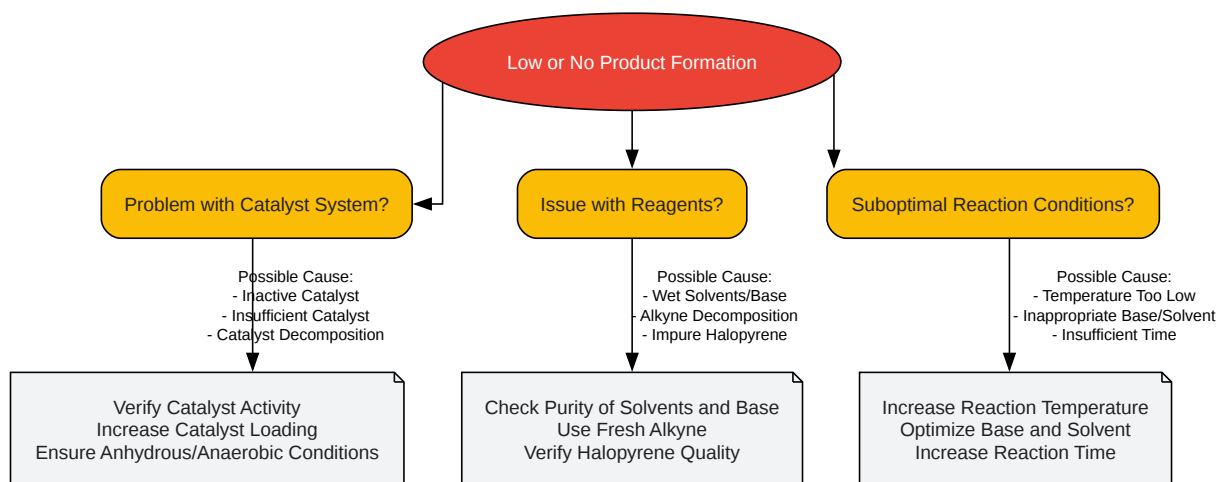 Low or No Product Formation
Problem with Catalyst System?
Issue with Reagents?
Suboptimal Reaction Conditions?
Possible Cause:
- Inactive Catalyst
- Insufficient Catalyst
- Catalyst Decomposition
Possible Cause:
- Wet Solvents/Base
- Alkyne Decomposition
- Impure Halopyrene
Possible Cause:
- Temperature Too Low
- Inappropriate Base/Solvent
- Insufficient Time
Verify Catalyst Activity
Increase Catalyst Loading
Ensure Anhydrous/Anaerobic Conditions
Check Purity of Solvents and Base
Use Fresh Alkyne
Verify Halopyrene Quality
Increase Reaction Temperature
Optimize Base and Solvent
Increase Reaction Time